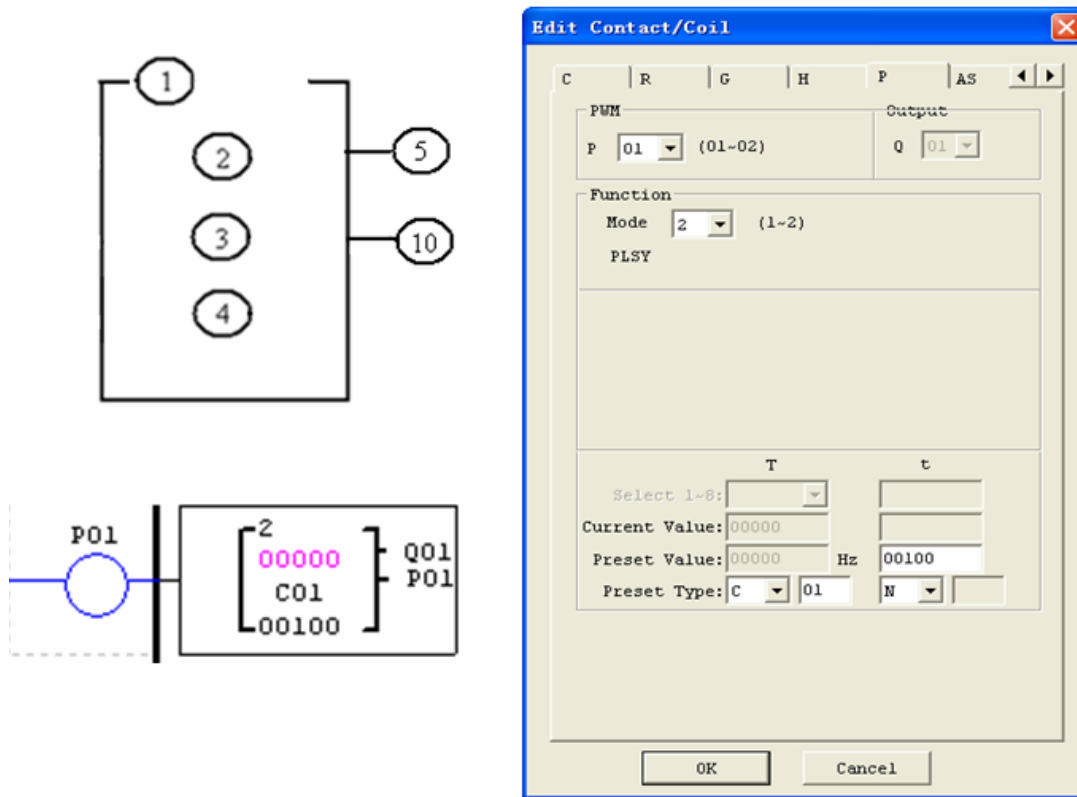 1
2
3
4
5
10
P01
2
00000
C01
00100
Q01
P01
Edit Contact/Coil
C R G H P AS
PWM
P 01 (01~02)
Output
Q 01
Function
Mode 2 (1~2)
PLSY
T t
Select 1~8:
Current Value: 00000
Preset Value: 00000 Hz 00100
Preset Type: C 01 N
OK Cancel